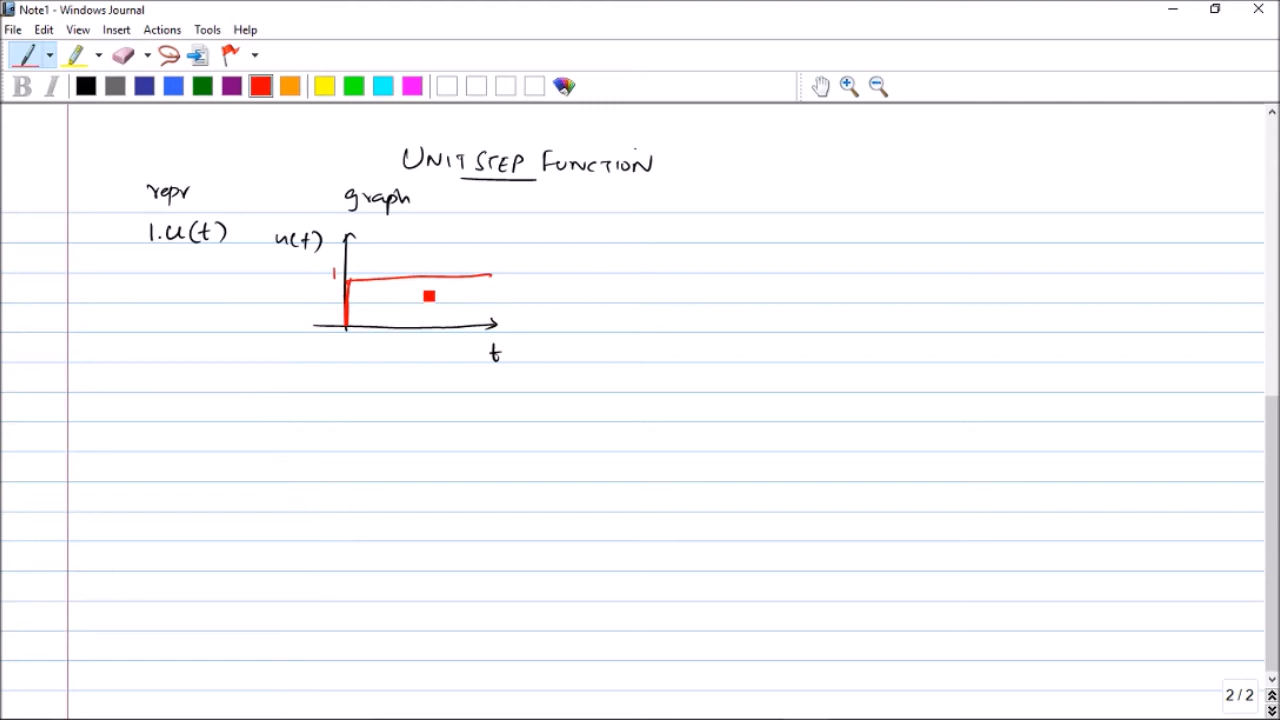 Note1 - Windows Journal
File Edit View Insert Actions Tools Help
B I
UNIT STEP FUNCTION
repr graph
1.u(t) u(t)
1
t
2 / 2